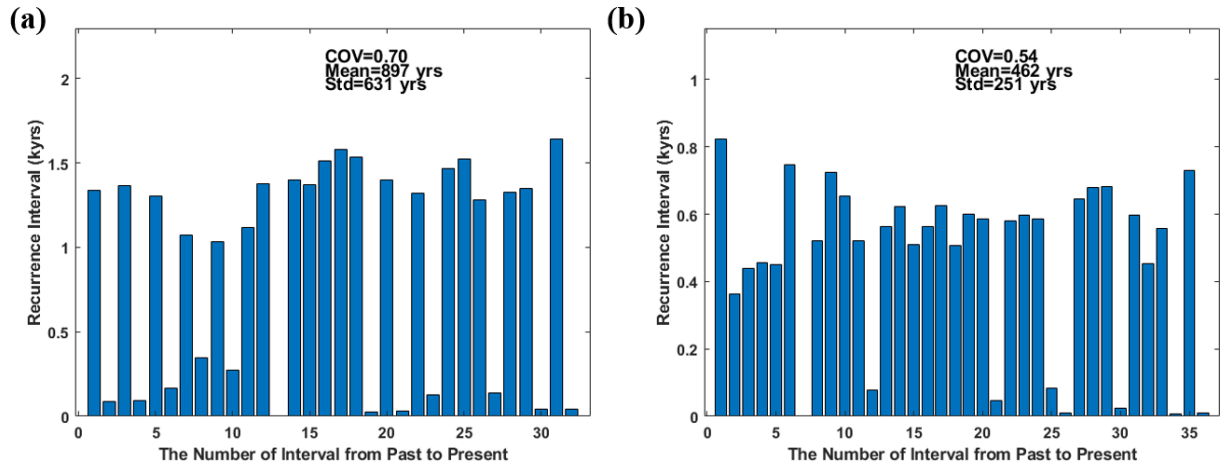 (a)
COV=0.70
Mean=897 yrs
Std=631 yrs
Recurrence Interval (kyrs)
2
1.5
1
0.5
0
0 5 10 15 20 25 30
The Number of Interval from Past to Present
(b)
COV=0.54
Mean=462 yrs
Std=251 yrs
Recurrence Interval (kyrs)
1
0.8
0.6
0.4
0.2
0
0 5 10 15 20 25 30 35
The Number of Interval from Past to Present